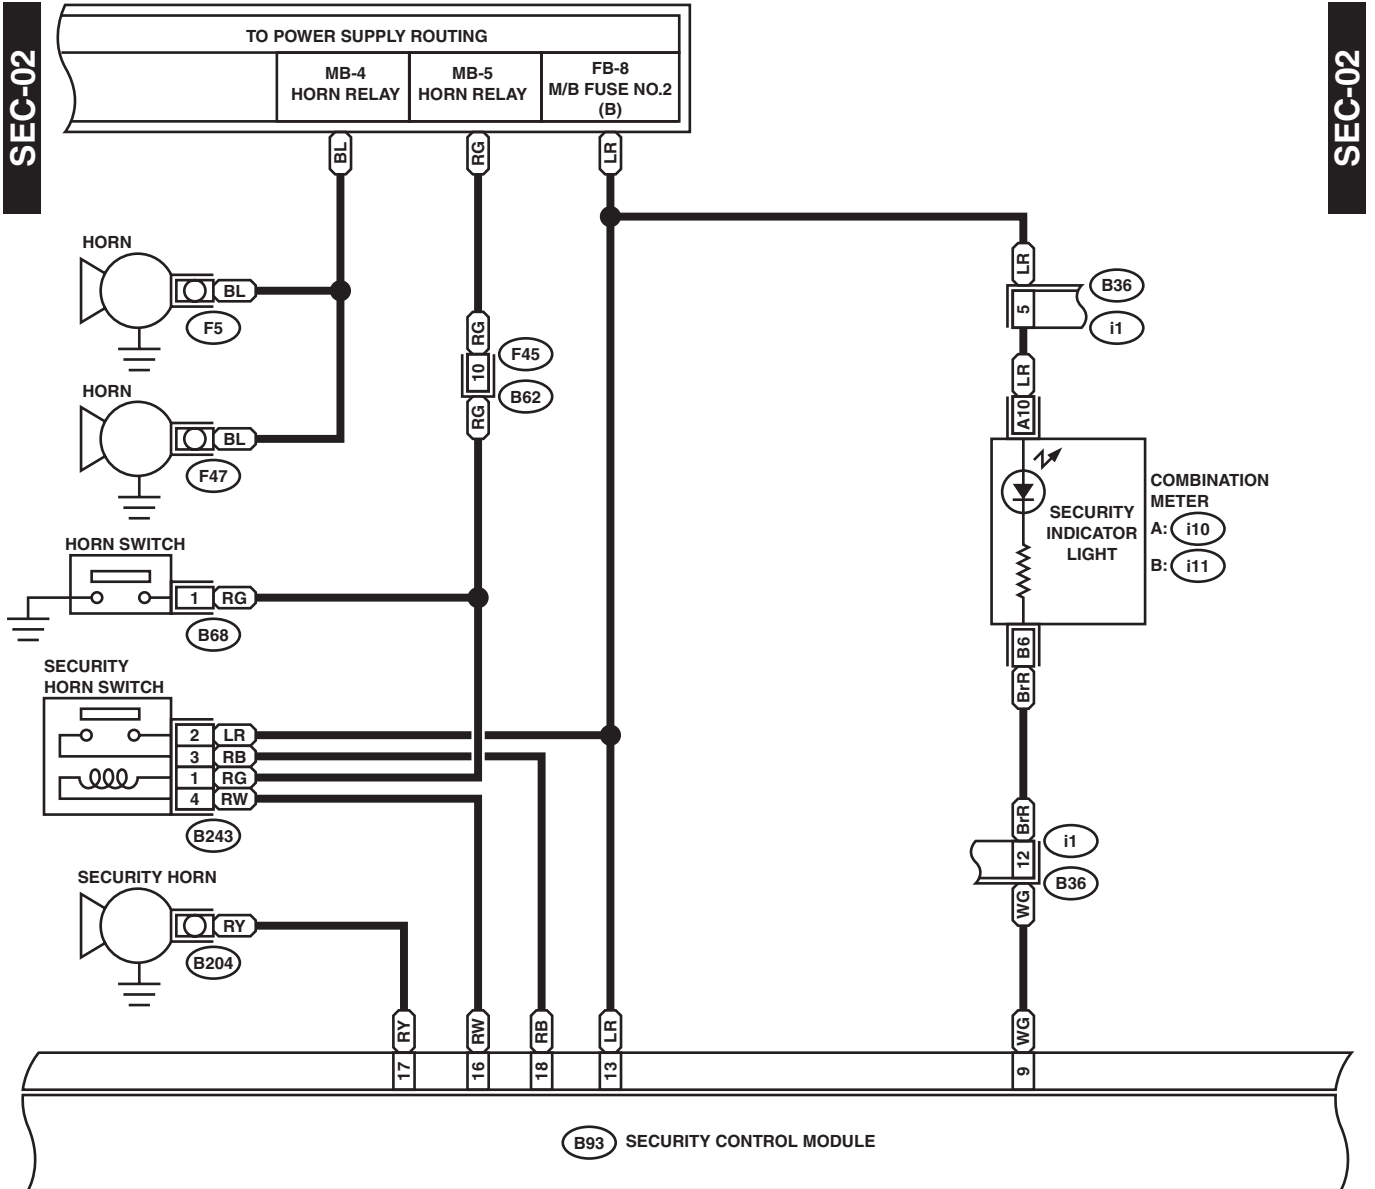 SEC-02
SEC-02
TO POWER SUPPLY ROUTING
MB-4
HORN RELAY
MB-5
HORN RELAY
FB-8
M/B FUSE NO.2
(B)
BL
RG
LR
HORN
BL
F5
LR
5
B36
i1
RG
10
RG
F45
B62
LR
A10
HORN
BL
F47
SECURITY
INDICATOR
LIGHT
COMBINATION
METER
A: i10
B: i11
HORN SWITCH
1 RG
B68
B6
BrR
SECURITY
HORN SWITCH
2 LR
3 RB
1 RG
4 RW
B243
BrR
12
WG
i1
B36
SECURITY HORN
RY
B204
RY
RW
RB
LR
WG
17
16
18
13
9
B93 SECURITY CONTROL MODULE